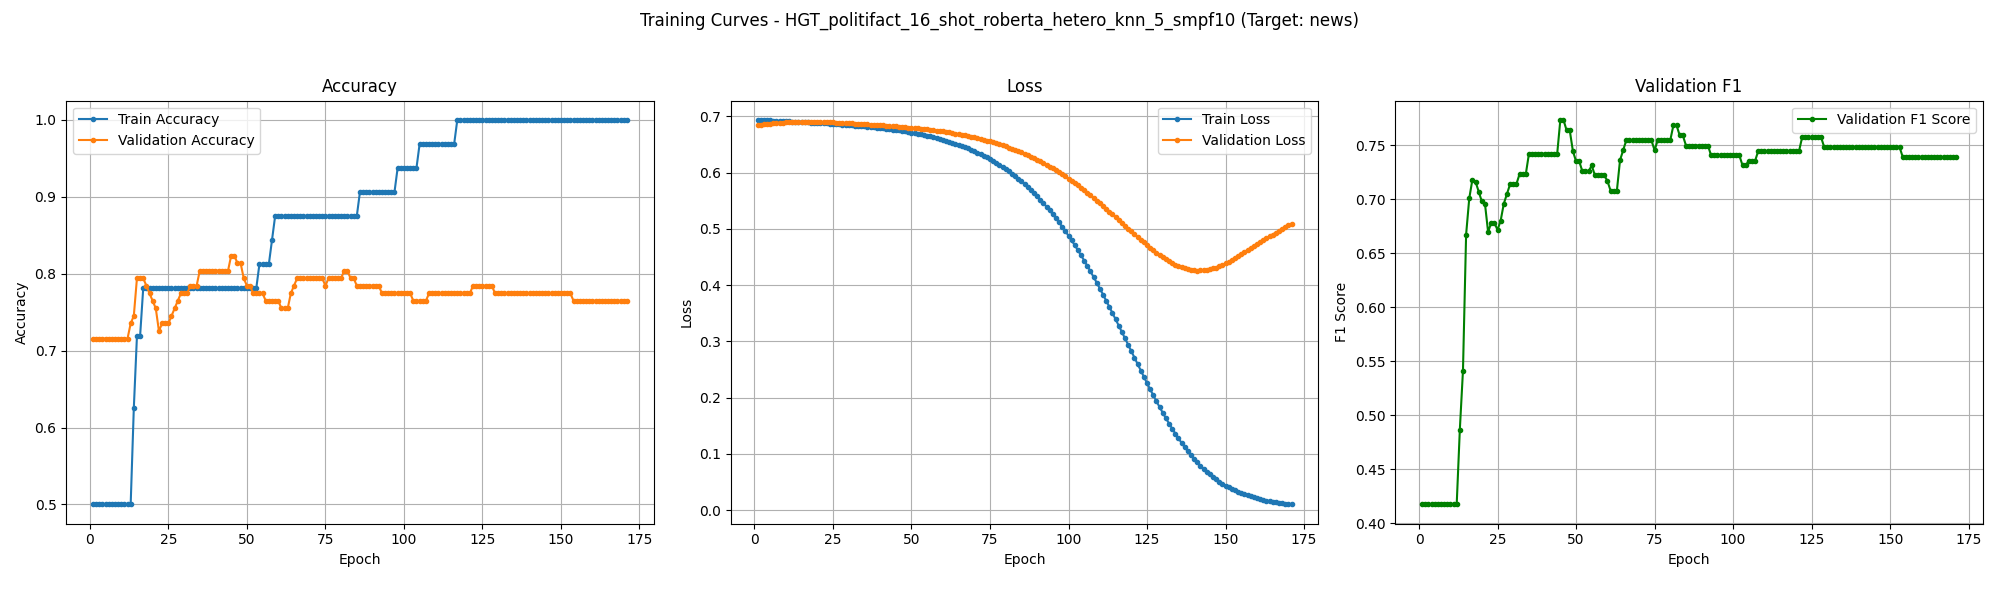 Training Curves - HGT_politifact_16_shot_roberta_hetero_knn_5_smpf10 (Target: news)
Accuracy
Train Accuracy
Validation Accuracy
Accuracy
1.0
0.9
0.8
0.7
0.6
0.5
0 25 50 75 100 125 150 175
Epoch
Loss
Train Loss
Validation Loss
Loss
0.7
0.6
0.5
0.4
0.3
0.2
0.1
0.0
0 25 50 75 100 125 150 175
Epoch
Validation F1
Validation F1 Score
F1 Score
0.75
0.70
0.65
0.60
0.55
0.50
0.45
0.40
0 25 50 75 100 125 150 175
Epoch